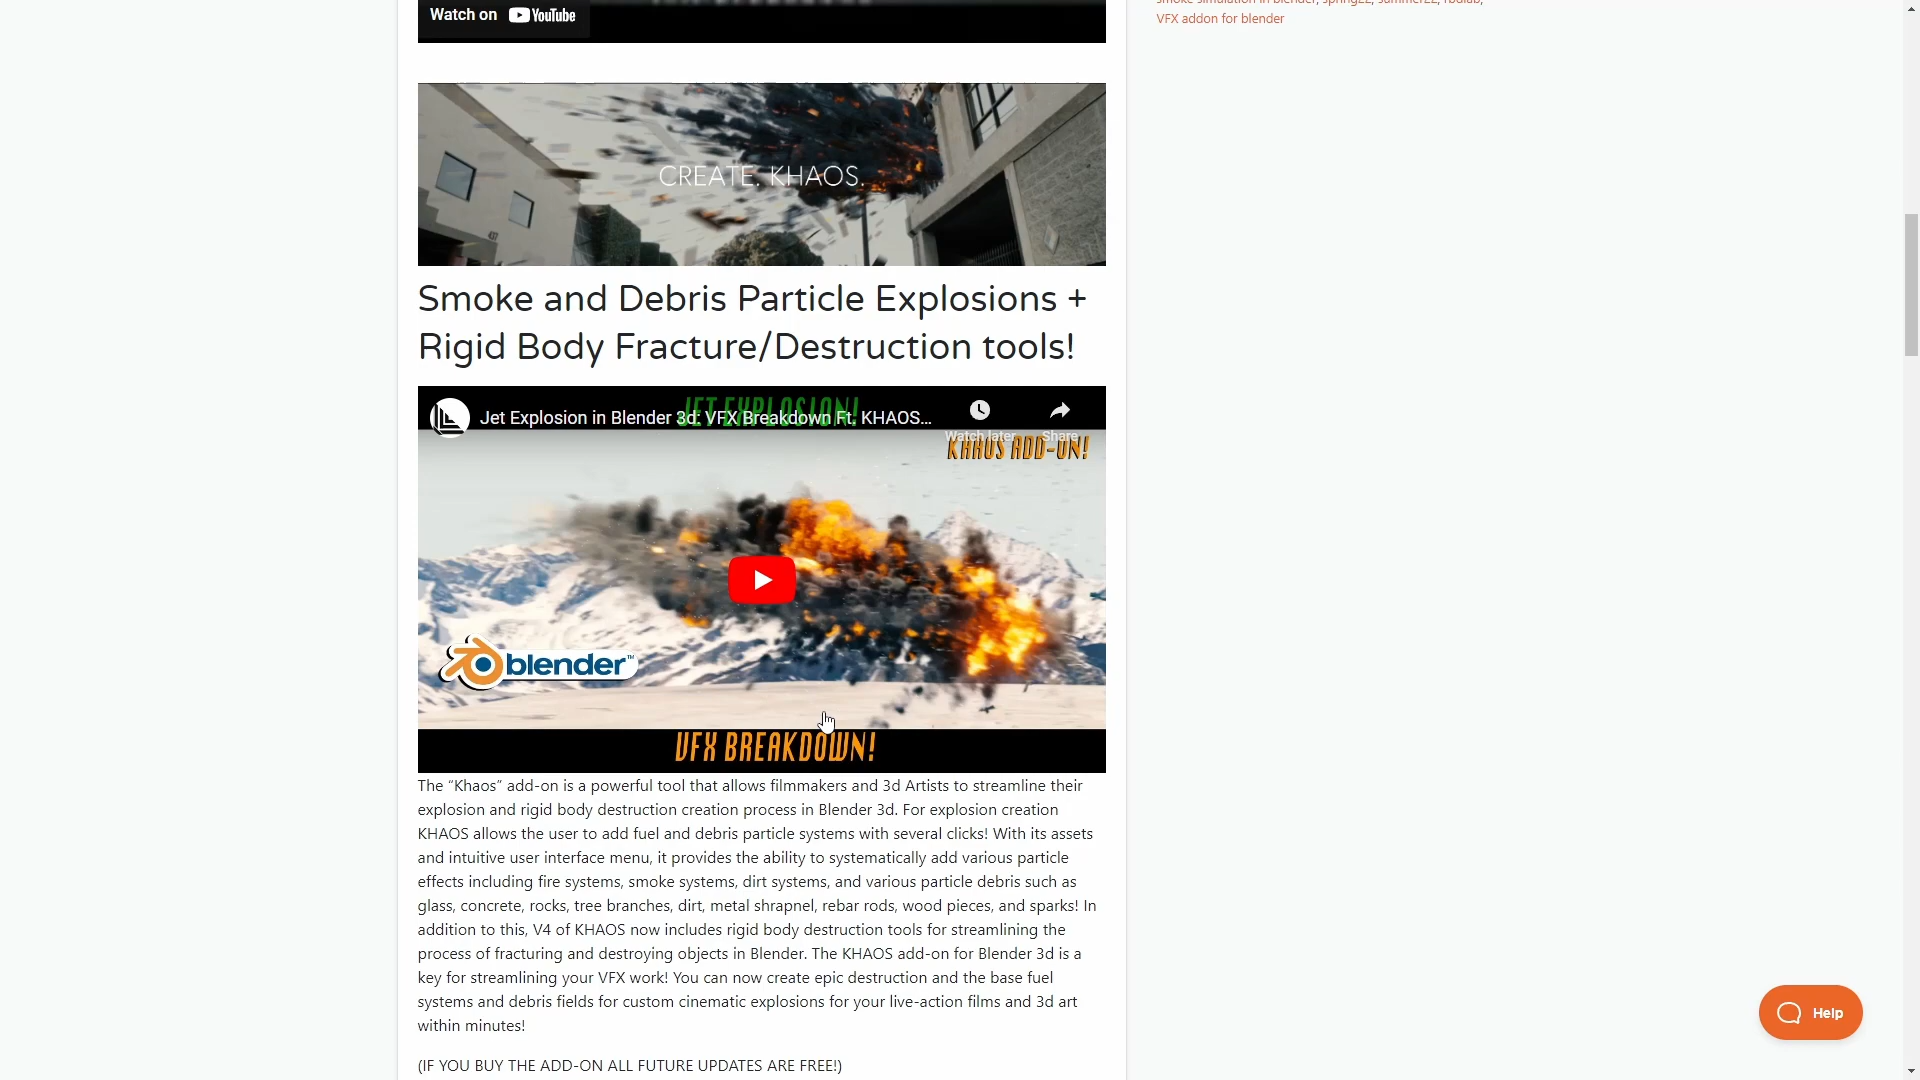 Watch on YouTube
VFX addon for blender
CREATE. KHAOS.
437
Smoke and Debris Particle Explosions +
Rigid Body Fracture/Destruction tools!
JET EXPLOSION!
Jet Explosion in Blender 3d: VFX Breakdown Ft. KHAOS...
Watch later
Share
KHAOS ADD-ON!
blender™
VFX BREAKDOWN!
The “Khaos” add-on is a powerful tool that allows filmmakers and 3d Artists to streamline their
explosion and rigid body destruction creation process in Blender 3d. For explosion creation
KHAOS allows the user to add fuel and debris particle systems with several clicks! With its assets
and intuitive user interface menu, it provides the ability to systematically add various particle
effects including fire systems, smoke systems, dirt systems, and various particle debris such as
glass, concrete, rocks, tree branches, dirt, metal shrapnel, rebar rods, wood pieces, and sparks! In
addition to this, V4 of KHAOS now includes rigid body destruction tools for streamlining the
process of fracturing and destroying objects in Blender. The KHAOS add-on for Blender 3d is a
key for streamlining your VFX work! You can now create epic destruction and the base fuel
systems and debris fields for custom cinematic explosions for your live-action films and 3d art
within minutes!
(IF YOU BUY THE ADD-ON ALL FUTURE UPDATES ARE FREE!)
Help